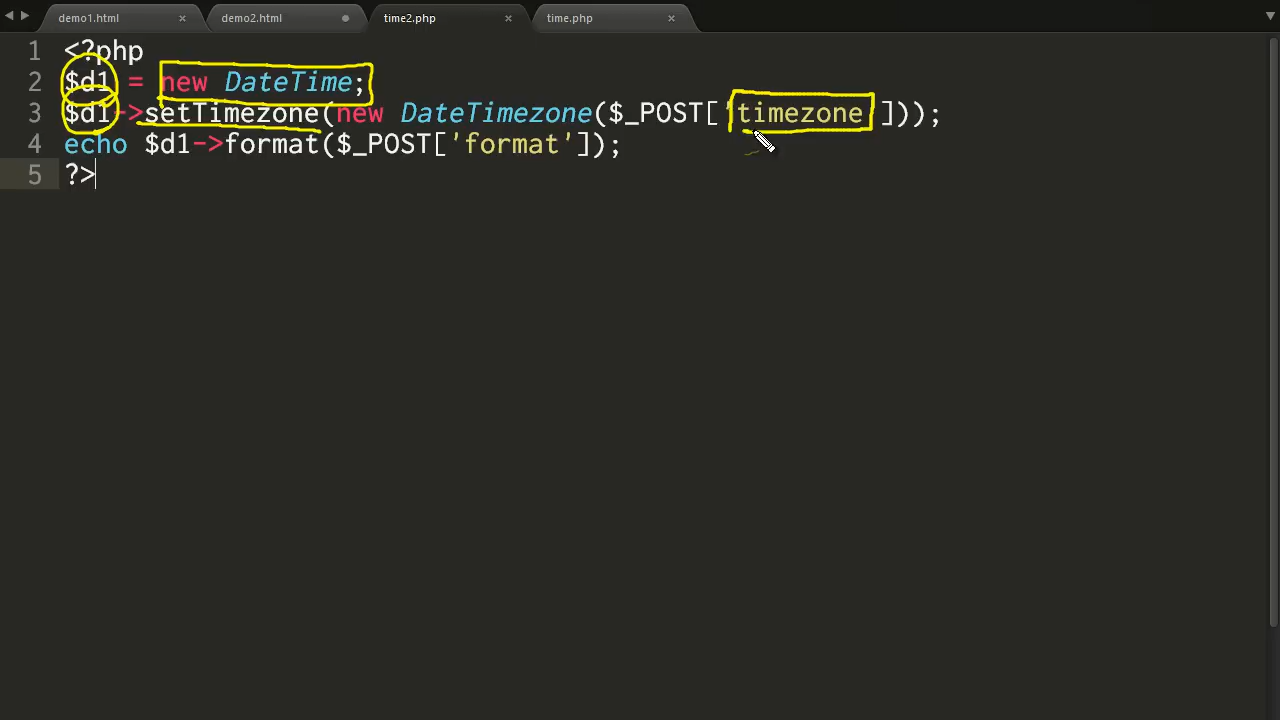 demo1.html
demo2.html
time2.php
time.php
1 <?php
2 $d1 = new DateTime;
3 $d1->setTimezone(new DateTimezone($_POST['timezone']));
4 echo $d1->format($_POST['format']);
5 ?>